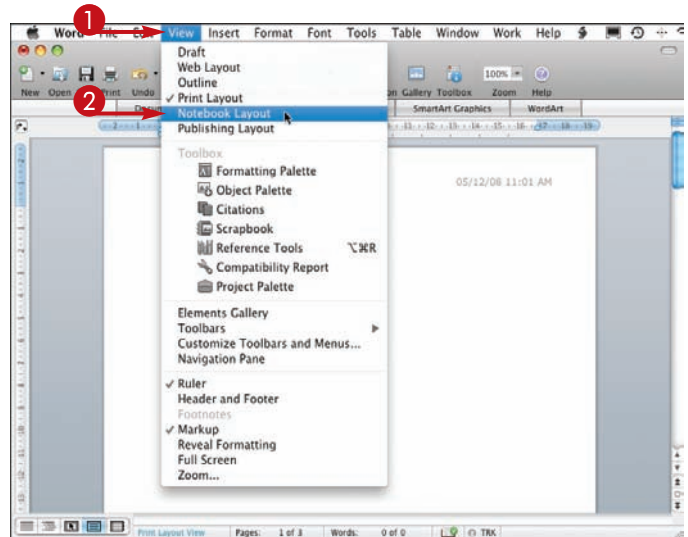 1
Word File Edit View Insert Format Font Tools Table Window Work Help
New Open Print Undo Gallery Toolbox Zoom Help
100%
SmartArt Graphics WordArt
2
Draft
Web Layout
Outline
✓ Print Layout
Notebook Layout
Publishing Layout
Toolbox
Formatting Palette
Object Palette
Citations
Scrapbook
Reference Tools ⌥⌘R
Compatibility Report
Project Palette
Elements Gallery
Toolbars
Customize Toolbars and Menus...
Navigation Pane
✓ Ruler
Header and Footer
Footnotes
✓ Markup
Reveal Formatting
Full Screen
Zoom...
05/12/08 11:01 AM
Print Layout View Pages: 1 of 3 Words: 0 of 0 TRK